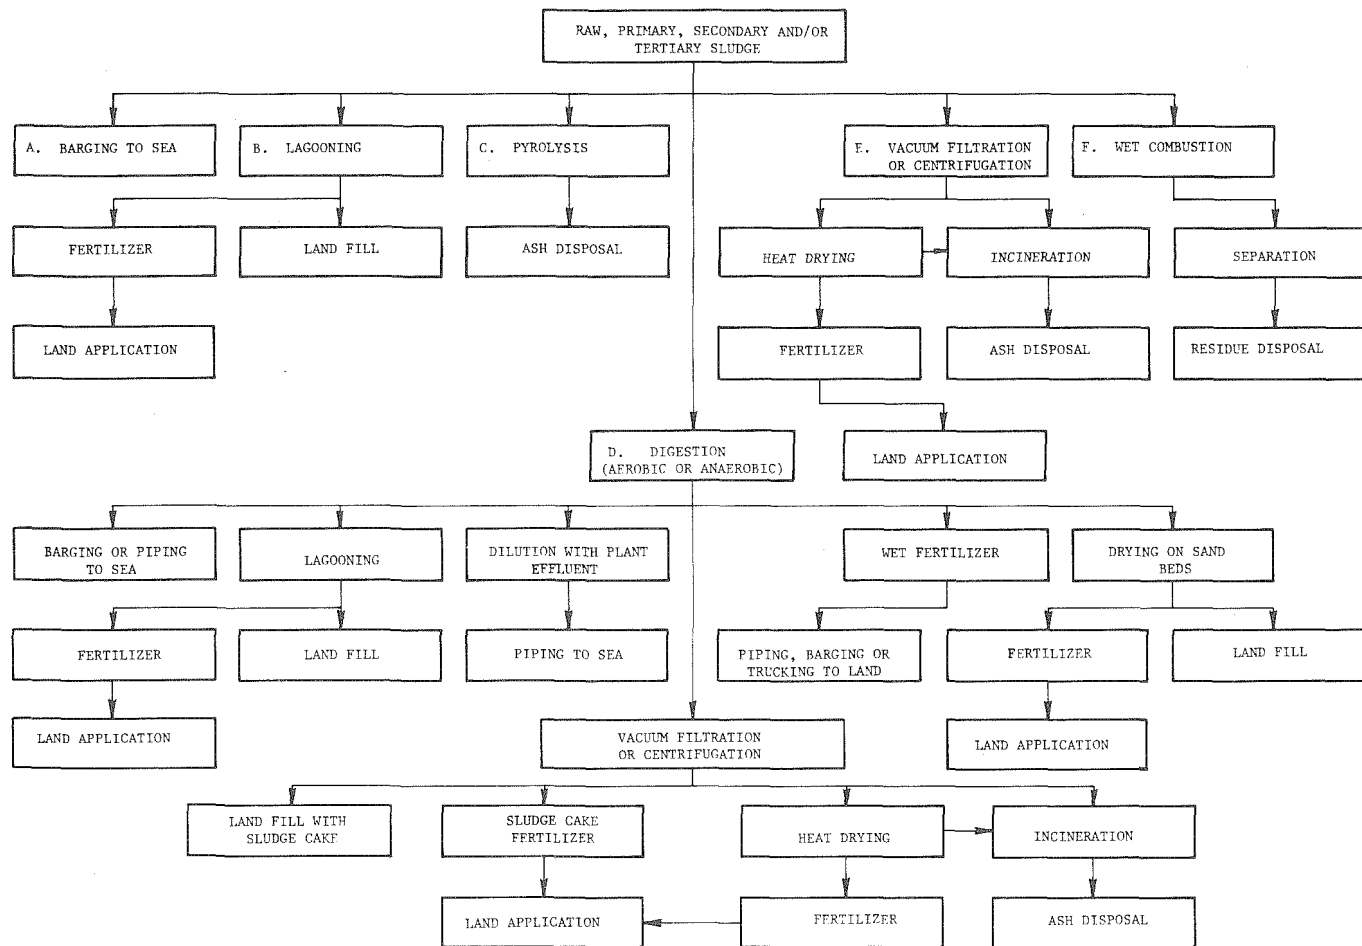 RAW, PRIMARY, SECONDARY AND/OR
TERTIARY SLUDGE
A. BARGING TO SEA
B. LAGOONING
C. PYROLYSIS
E. VACUUM FILTRATION
OR CENTRIFUGATION
F. WET COMBUSTION
FERTILIZER
LAND FILL
ASH DISPOSAL
HEAT DRYING
INCINERATION
SEPARATION
LAND APPLICATION
FERTILIZER
ASH DISPOSAL
RESIDUE DISPOSAL
D. DIGESTION
(AEROBIC OR ANAEROBIC)
LAND APPLICATION
BARGING OR PIPING
TO SEA
LAGOONING
DILUTION WITH PLANT
EFFLUENT
WET FERTILIZER
DRYING ON SAND
BEDS
FERTILIZER
LAND FILL
PIPING TO SEA
PIPING, BARGING OR
TRUCKING TO LAND
FERTILIZER
LAND FILL
LAND APPLICATION
VACUUM FILTRATION
OR CENTRIFUGATION
LAND APPLICATION
LAND FILL WITH
SLUDGE CAKE
SLUDGE CAKE
FERTILIZER
HEAT DRYING
INCINERATION
LAND APPLICATION
FERTILIZER
ASH DISPOSAL